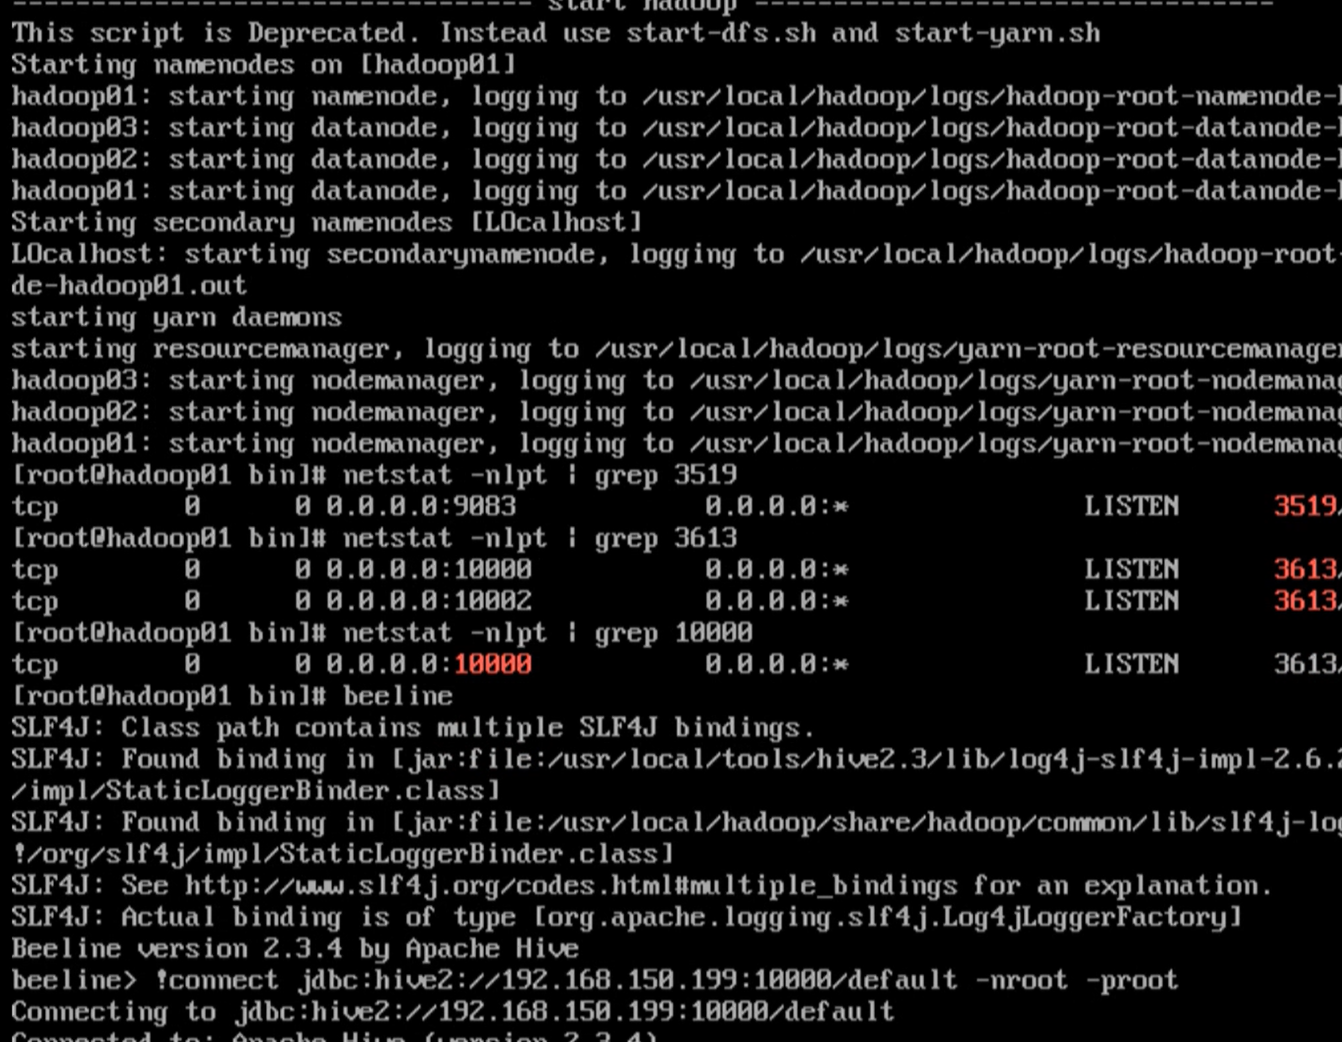 -------------------------------- start hadoop --------------------------------
This script is Deprecated. Instead use start-dfs.sh and start-yarn.sh
Starting namenodes on [hadoop01]
hadoop01: starting namenode, logging to /usr/local/hadoop/logs/hadoop-root-namenode-
hadoop03: starting datanode, logging to /usr/local/hadoop/logs/hadoop-root-datanode-
hadoop02: starting datanode, logging to /usr/local/hadoop/logs/hadoop-root-datanode-
hadoop01: starting datanode, logging to /usr/local/hadoop/logs/hadoop-root-datanode-
Starting secondary namenodes [LOcalhost]
LOcalhost: starting secondarynamenode, logging to /usr/local/hadoop/logs/hadoop-root-
de-hadoop01.out
starting yarn daemons
starting resourcemanager, logging to /usr/local/hadoop/logs/yarn-root-resourcemanager
hadoop03: starting nodemanager, logging to /usr/local/hadoop/logs/yarn-root-nodemanag
hadoop02: starting nodemanager, logging to /usr/local/hadoop/logs/yarn-root-nodemanag
hadoop01: starting nodemanager, logging to /usr/local/hadoop/logs/yarn-root-nodemanag
[root@hadoop01 bin]# netstat -nlpt | grep 3519
tcp 0 0 0.0.0.0:9083 0.0.0.0:* LISTEN 3519/
[root@hadoop01 bin]# netstat -nlpt | grep 3613
tcp 0 0 0.0.0.0:10000 0.0.0.0:* LISTEN 3613/
tcp 0 0 0.0.0.0:10002 0.0.0.0:* LISTEN 3613/
[root@hadoop01 bin]# netstat -nlpt | grep 10000
tcp 0 0 0.0.0.0:10000 0.0.0.0:* LISTEN 3613/
[root@hadoop01 bin]# beeline
SLF4J: Class path contains multiple SLF4J bindings.
SLF4J: Found binding in [jar:file:/usr/local/tools/hive2.3/lib/log4j-slf4j-impl-2.6.2
/impl/StaticLoggerBinder.class]
SLF4J: Found binding in [jar:file:/usr/local/hadoop/share/hadoop/common/lib/slf4j-log
!/org/slf4j/impl/StaticLoggerBinder.class]
SLF4J: See http://www.slf4j.org/codes.html#multiple_bindings for an explanation.
SLF4J: Actual binding is of type [org.apache.logging.slf4j.Log4jLoggerFactory]
Beeline version 2.3.4 by Apache Hive
beeline> !connect jdbc:hive2://192.168.150.199:10000/default -nroot -proot
Connecting to jdbc:hive2://192.168.150.199:10000/default
Connected to: Apache Hive (version 2.3.4)